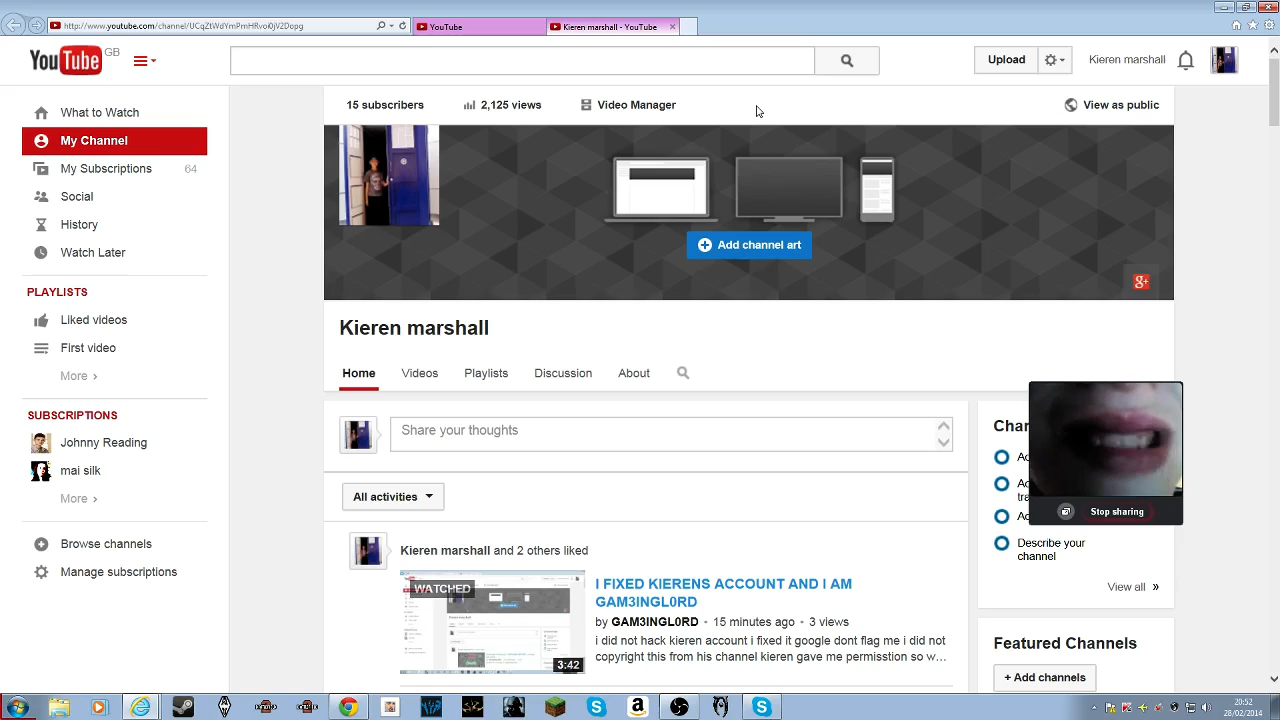 http://www.youtube.com/channel/UCqZtWdYmPmHRvoi0jV2Dopg
YouTube
Kieren marshall - YouTube
YouTube GB
Upload
Kieren marshall
What to Watch
My Channel
My Subscriptions 64
Social
History
Watch Later
PLAYLISTS
Liked videos
First video
More ›
SUBSCRIPTIONS
Johnny Reading
mai silk
More ›
Browse channels
Manage subscriptions
15 subscribers
2,125 views
Video Manager
View as public
Add channel art
g+
Kieren marshall
Home
Videos
Playlists
Discussion
About
Share your thoughts
All activities
Kieren marshall and 2 others liked
WATCHED
3:42
I FIXED KIERENS ACCOUNT AND I AM
GAM3INGL0RD
by GAM3INGL0RD • 15 minutes ago • 3 views
i did not hack kieren account i fixed it google dont flag me i did not
copyright this from his channel kieren gave me permisstion so w...
Stop sharing
Describe your
channel
View all »
Featured Channels
+ Add channels
20:52
28/02/2014